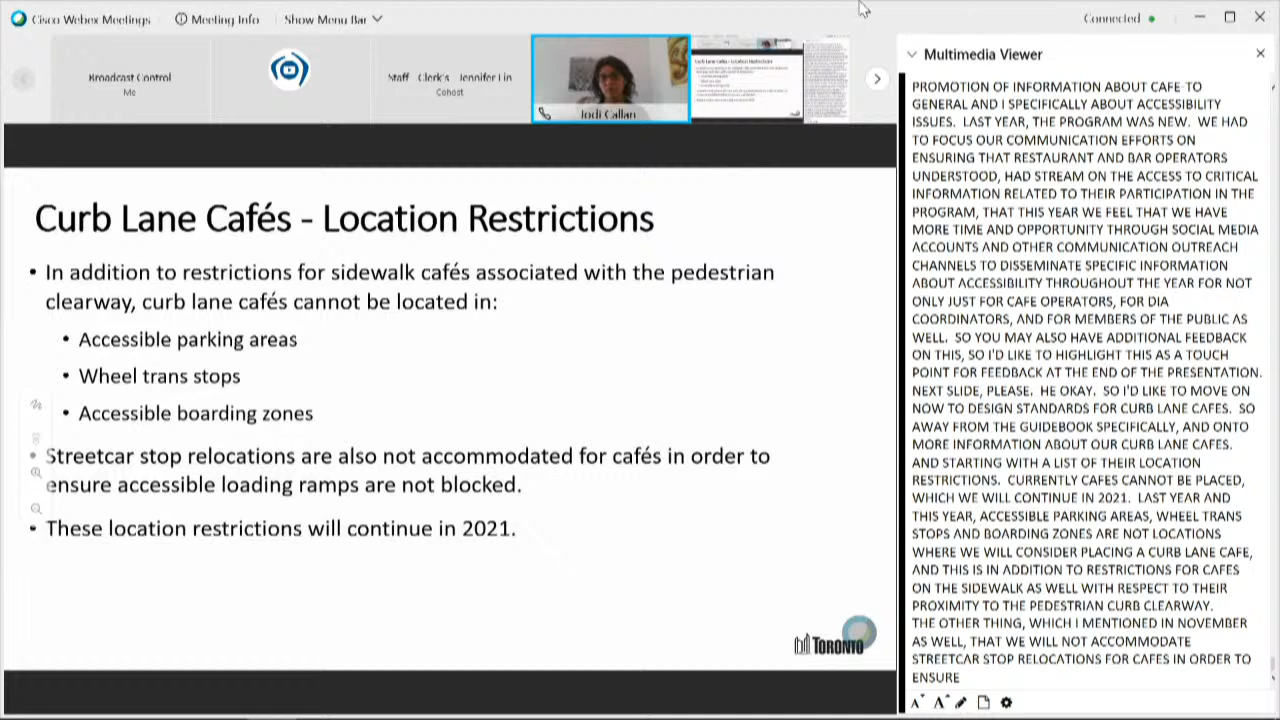 Cisco Webex Meetings
Meeting Info
Show Menu Bar
Connected
Staff - Clerks - Jennifer Lin
Cohost
Jodi Callan
Curb Lane Cafés - Location Restrictions
Multimedia Viewer
Curb Lane Cafés - Location Restrictions
• In addition to restrictions for sidewalk cafés associated with the pedestrian
clearway, curb lane cafés cannot be located in:
• Accessible parking areas
• Wheel trans stops
• Accessible boarding zones
• Streetcar stop relocations are also not accommodated for cafés in order to
ensure accessible loading ramps are not blocked.
• These location restrictions will continue in 2021.
TORONTO
PROMOTION OF INFORMATION ABOUT CAFE TO
GENERAL AND I SPECIFICALLY ABOUT ACCESSIBILITY
ISSUES. LAST YEAR, THE PROGRAM WAS NEW. WE HAD
TO FOCUS OUR COMMUNICATION EFFORTS ON
ENSURING THAT RESTAURANT AND BAR OPERATORS
UNDERSTOOD, HAD STREAM ON THE ACCESS TO CRITICAL
INFORMATION RELATED TO THEIR PARTICIPATION IN THE
PROGRAM, THAT THIS YEAR WE FEEL THAT WE HAVE
MORE TIME AND OPPORTUNITY THROUGH SOCIAL MEDIA
ACCOUNTS AND OTHER COMMUNICATION OUTREACH
CHANNELS TO DISSEMINATE SPECIFIC INFORMATION
ABOUT ACCESSIBILITY THROUGHOUT THE YEAR FOR NOT
ONLY JUST FOR CAFE OPERATORS, FOR DIA
COORDINATORS, AND FOR MEMBERS OF THE PUBLIC AS
WELL. SO YOU MAY ALSO HAVE ADDITIONAL FEEDBACK
ON THIS, SO I'D LIKE TO HIGHLIGHT THIS AS A TOUCH
POINT FOR FEEDBACK AT THE END OF THE PRESENTATION.
NEXT SLIDE, PLEASE. HE OKAY. SO I'D LIKE TO MOVE ON
NOW TO DESIGN STANDARDS FOR CURB LANE CAFES. SO
AWAY FROM THE GUIDEBOOK SPECIFICALLY, AND ONTO
MORE INFORMATION ABOUT OUR CURB LANE CAFES.
AND STARTING WITH A LIST OF THEIR LOCATION
RESTRICTIONS. CURRENTLY CAFES CANNOT BE PLACED,
WHICH WE WILL CONTINUE IN 2021. LAST YEAR AND
THIS YEAR, ACCESSIBLE PARKING AREAS, WHEEL TRANS
STOPS AND BOARDING ZONES ARE NOT LOCATIONS
WHERE WE WILL CONSIDER PLACING A CURB LANE CAFE,
AND THIS IS IN ADDITION TO RESTRICTIONS FOR CAFES
ON THE SIDEWALK AS WELL WITH RESPECT TO THEIR
PROXIMITY TO THE PEDESTRIAN CURB CLEARWAY.
THE OTHER THING, WHICH I MENTIONED IN NOVEMBER
AS WELL, THAT WE WILL NOT ACCOMMODATE
STREETCAR STOP RELOCATIONS FOR CAFES IN ORDER TO
ENSURE